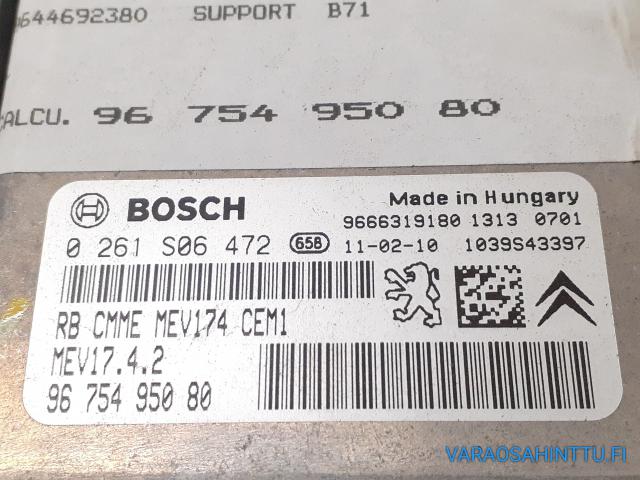 9644692380 SUPPORT B71
CALCU. 96 754 950 80
BOSCH
Made in Hungary
9666319180 1313 0701
0 261 S06 472 658 11-02-10 1039S43397
RB CMME MEV174 CEM1
MEV17.4.2
96 754 950 80
VARAOSAHINTTU.FI